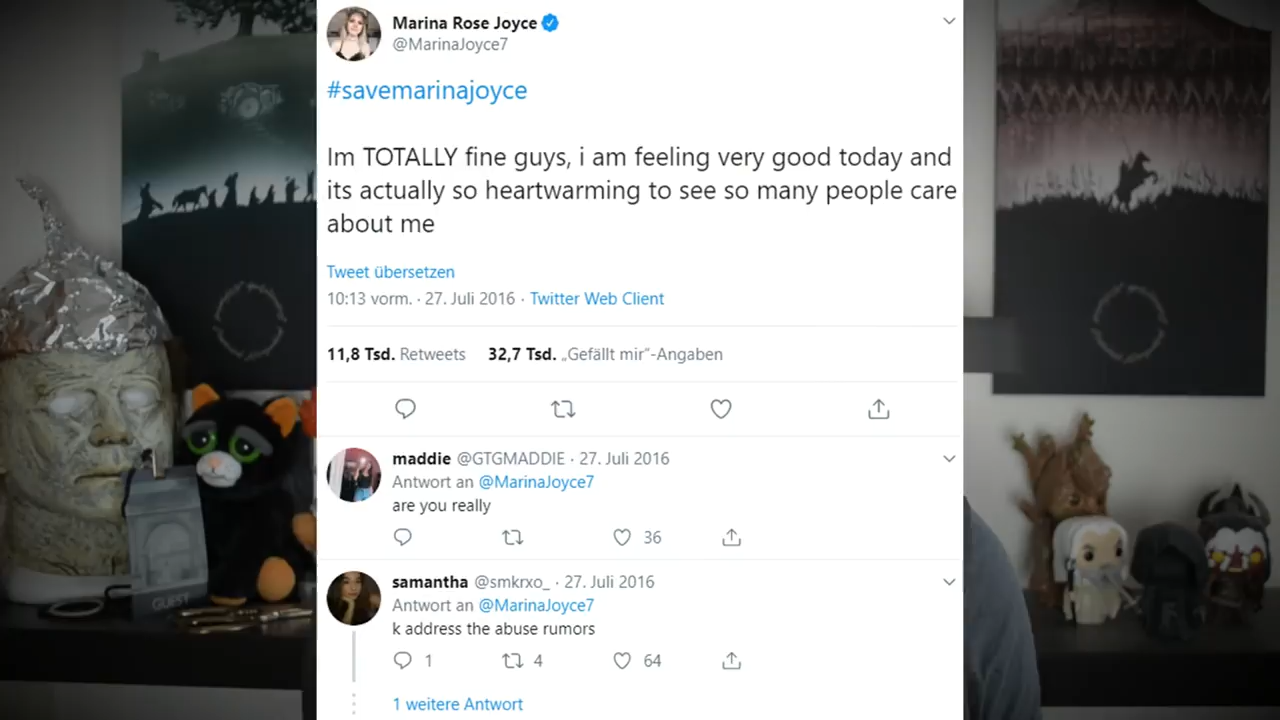 Marina Rose Joyce
@MarinaJoyce7
#savemarinajoyce
Im TOTALLY fine guys, i am feeling very good today and
its actually so heartwarming to see so many people care
about me
Tweet übersetzen
10:13 vorm. · 27. Juli 2016 · Twitter Web Client
11,8 Tsd. Retweets 32,7 Tsd. „Gefällt mir“-Angaben
maddie @GTGMADDIE · 27. Juli 2016
Antwort an @MarinaJoyce7
are you really
36
samantha @smkrxo_ · 27. Juli 2016
Antwort an @MarinaJoyce7
k address the abuse rumors
1 4 64
1 weitere Antwort
GUEST